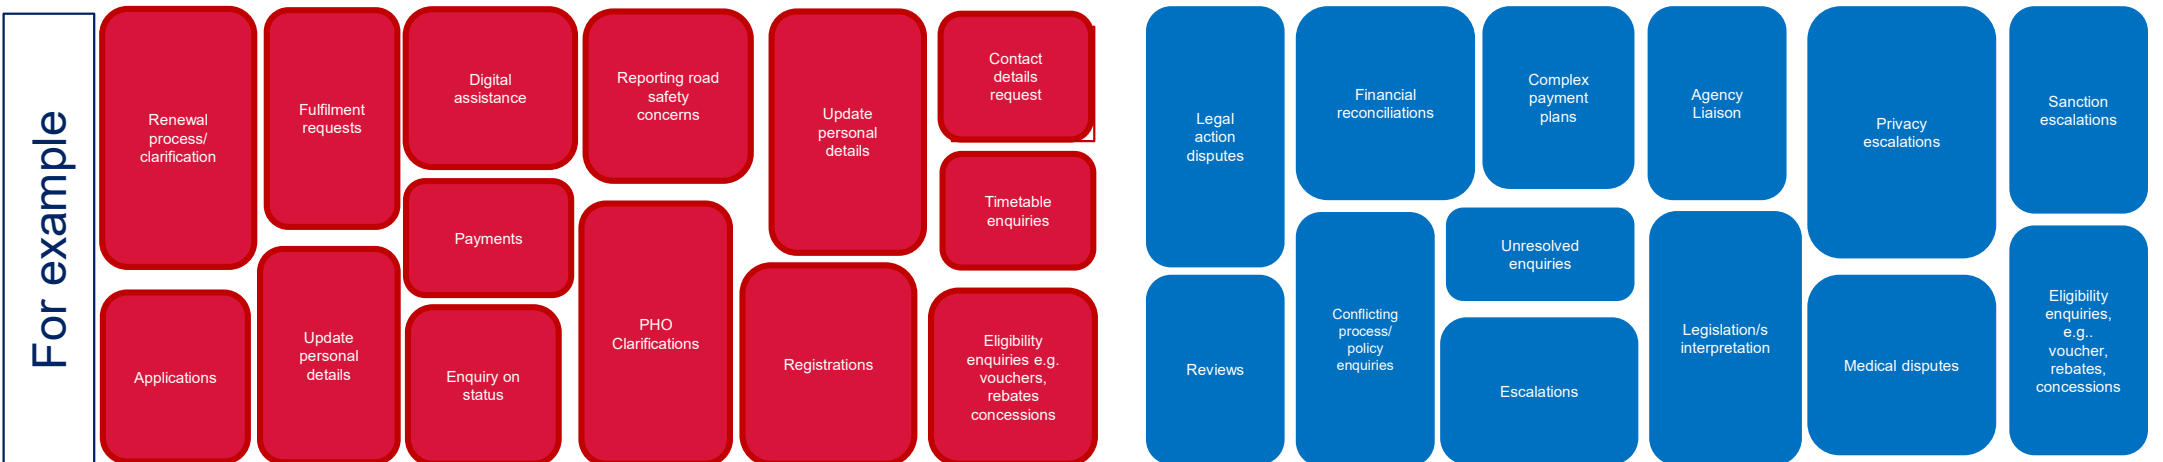 For example
Renewal
process/
clarification
Fulfilment
requests
Digital
assistance
Reporting road
safety
concerns
Update
personal
details
Contact
details
request
Timetable
enquiries
Payments
Applications
Update
personal
details
Enquiry on
status
PHO
Clarifications
Registrations
Eligibility
enquiries e.g.
vouchers,
rebates
concessions
Legal
action
disputes
Financial
reconciliations
Complex
payment
plans
Agency
Liaison
Privacy
escalations
Sanction
escalations
Unresolved
enquiries
Reviews
Conflicting
process/
policy
enquiries
Escalations
Legislation/s
interpretation
Medical disputes
Eligibility
enquiries,
e.g..
voucher,
rebates,
concessions